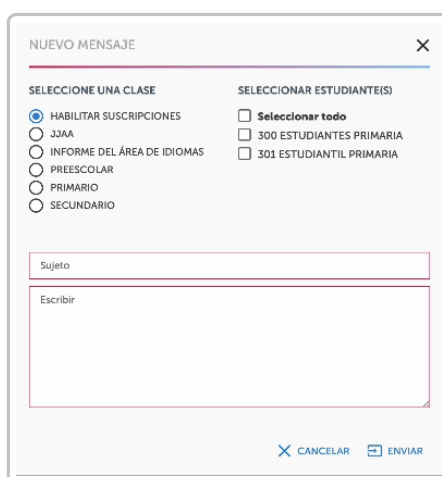 NUEVO MENSAJE
SELECCIONE UNA CLASE
HABILITAR SUSCRIPCIONES
JJAA
INFORME DEL ÁREA DE IDIOMAS
PREESCOLAR
PRIMARIO
SECUNDARIO
SELECCIONAR ESTUDIANTE(S)
Seleccionar todo
300 ESTUDIANTES PRIMARIA
301 ESTUDIANTIL PRIMARIA
Sujeto
Escribir
CANCELAR
ENVIAR